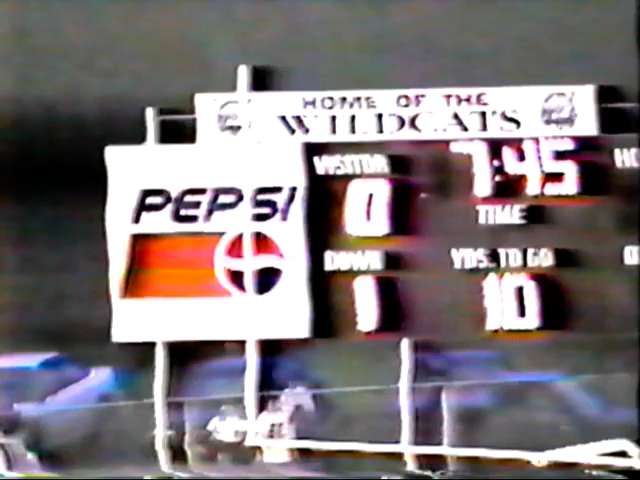 HOME OF THE
WILDCATS
PEPSI
VISITOR
0
7:45
TIME
DOWN
1
YDS. TO GO
10